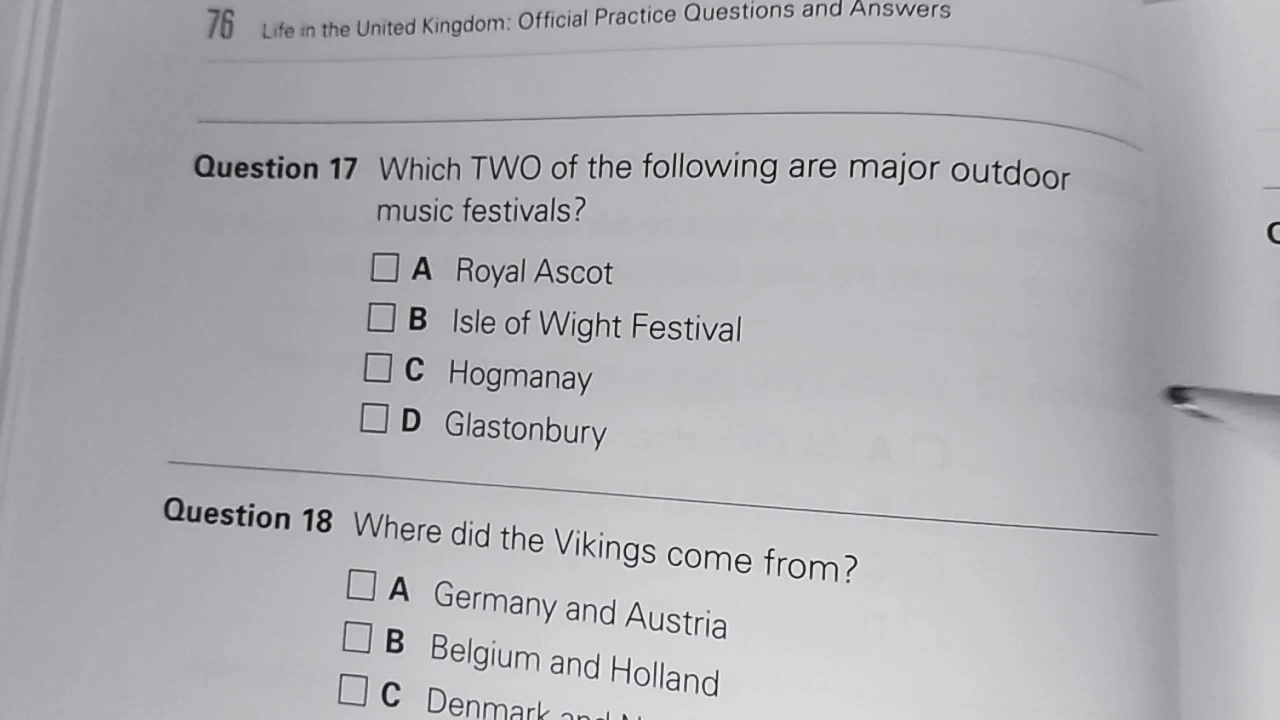 76 Life in the United Kingdom: Official Practice Questions and Answers
Question 17 Which TWO of the following are major outdoor
music festivals?
A Royal Ascot
B Isle of Wight Festival
C Hogmanay
D Glastonbury
Question 18 Where did the Vikings come from?
A Germany and Austria
B Belgium and Holland
C Denmark and